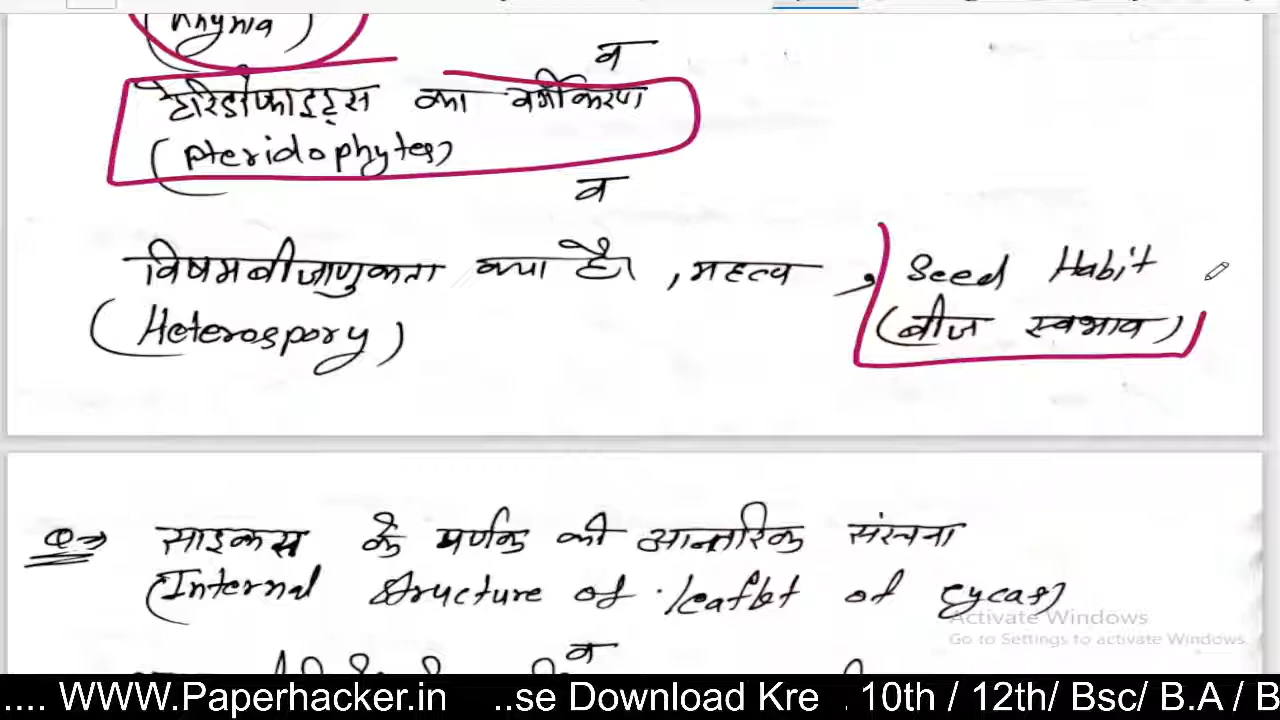 (Rhynia)
व
टेरिडोफाइट्स का वर्गीकरण
(Pteridophytes)
व
विषमबीजाणुकता क्या है। , महत्व , Seed Habit
(Heterospory) (बीज स्वभाव)
Q⇒ साइकस के पर्णक की आन्तरिक संरचना
(Internal structure of leaflet of cycas)
व
Activate Windows
Go to Settings to activate Windows.
.... WWW.Paperhacker.in ..se Download Kre . 10th / 12th/ Bsc/ B.A / B